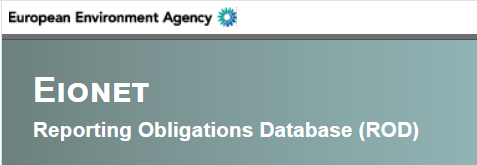 European Environment Agency
EIONET
Reporting Obligations Database (ROD)